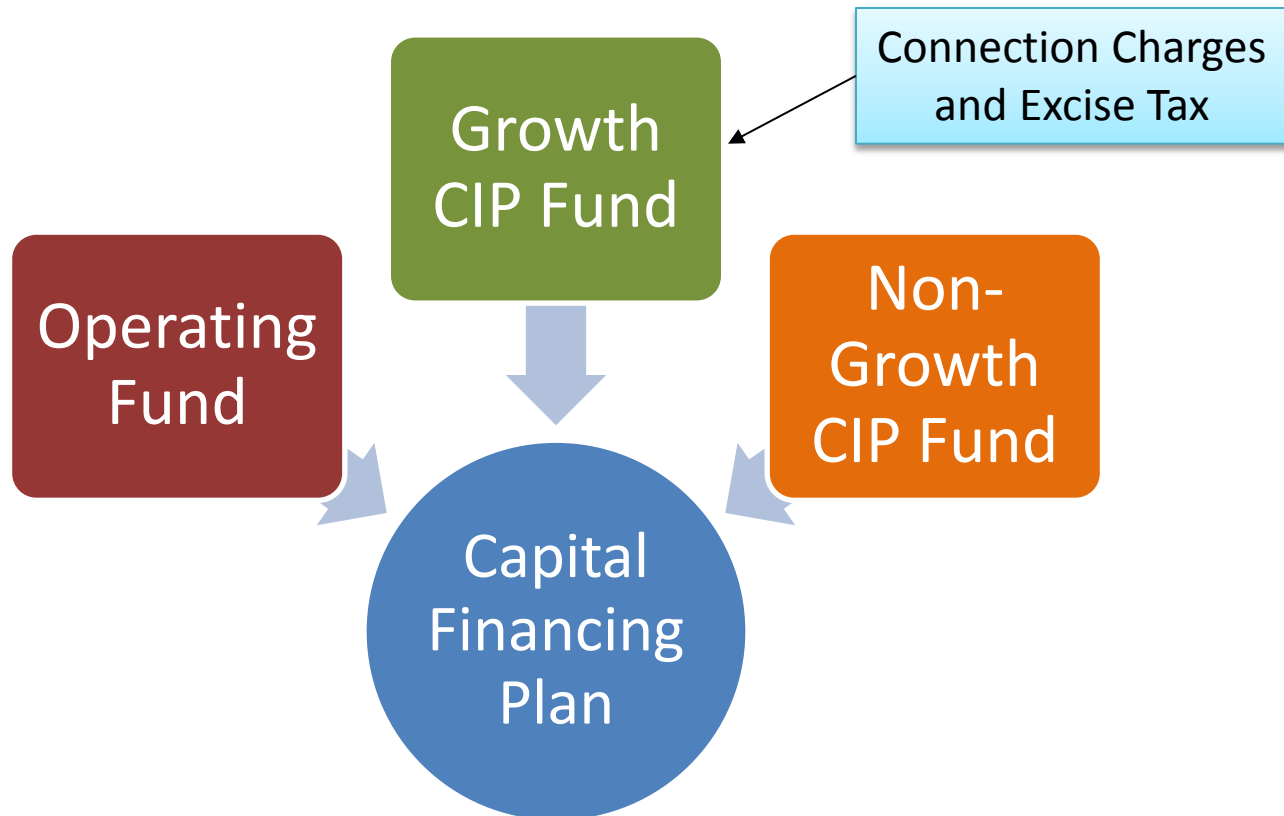 Connection Charges
and Excise Tax
Growth
CIP Fund
Operating
Fund
Non-
Growth
CIP Fund
Capital
Financing
Plan